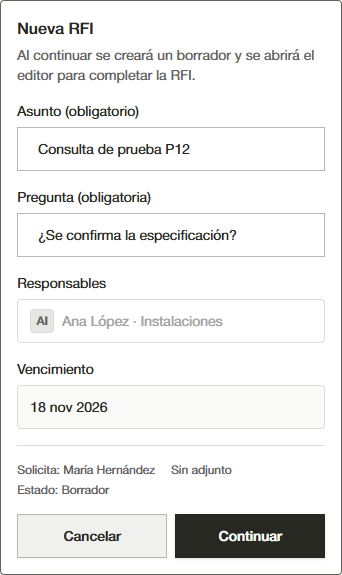 Nueva RFI
Al continuar se creará un borrador y se abrirá el
editor para completar la RFI.
Asunto (obligatorio)
Consulta de prueba P12
Pregunta (obligatoria)
¿Se confirma la especificación?
Responsables
AI Ana López · Instalaciones
Vencimiento
18 nov 2026
Solicita: María Hernández Sin adjunto
Estado: Borrador
Cancelar Continuar